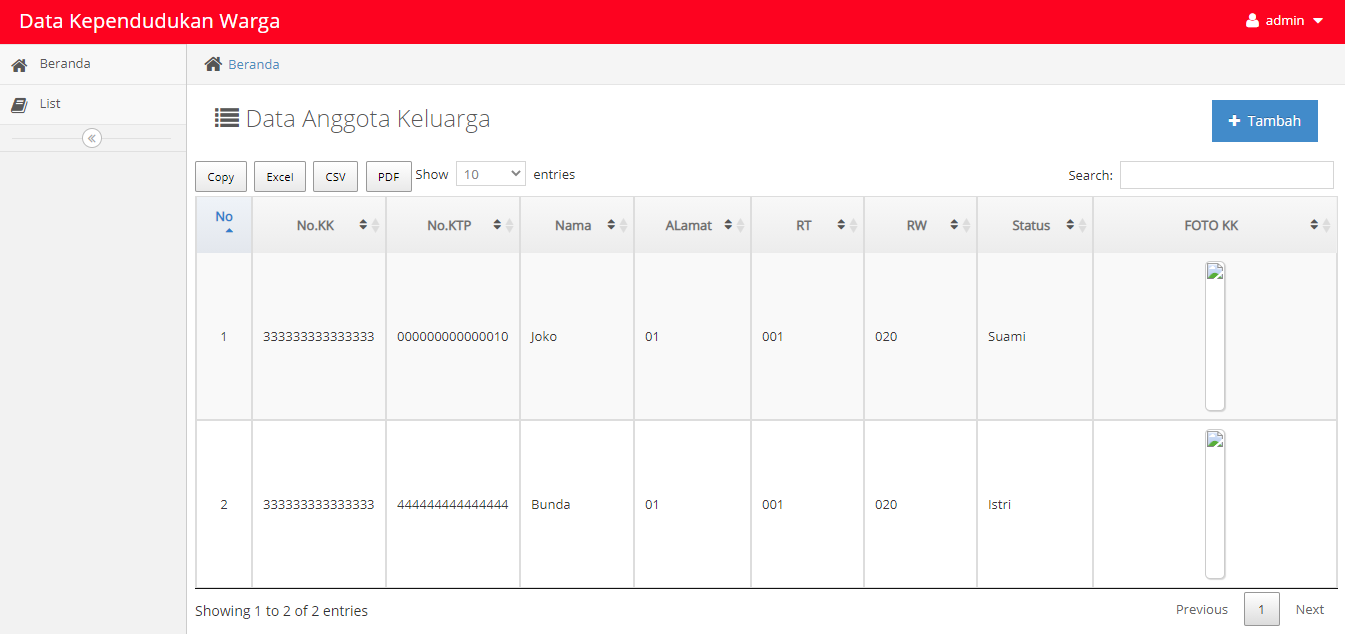 Data Kependudukan Warga
admin
Beranda
List
Beranda
Data Anggota Keluarga
Tambah
Copy Excel CSV PDF Show 10 entries Search:
No No.KK No.KTP Nama ALamat RT RW Status FOTO KK
1 333333333333333 000000000000010 Joko 01 001 020 Suami
2 333333333333333 444444444444444 Bunda 01 001 020 Istri
Showing 1 to 2 of 2 entries
Previous 1 Next